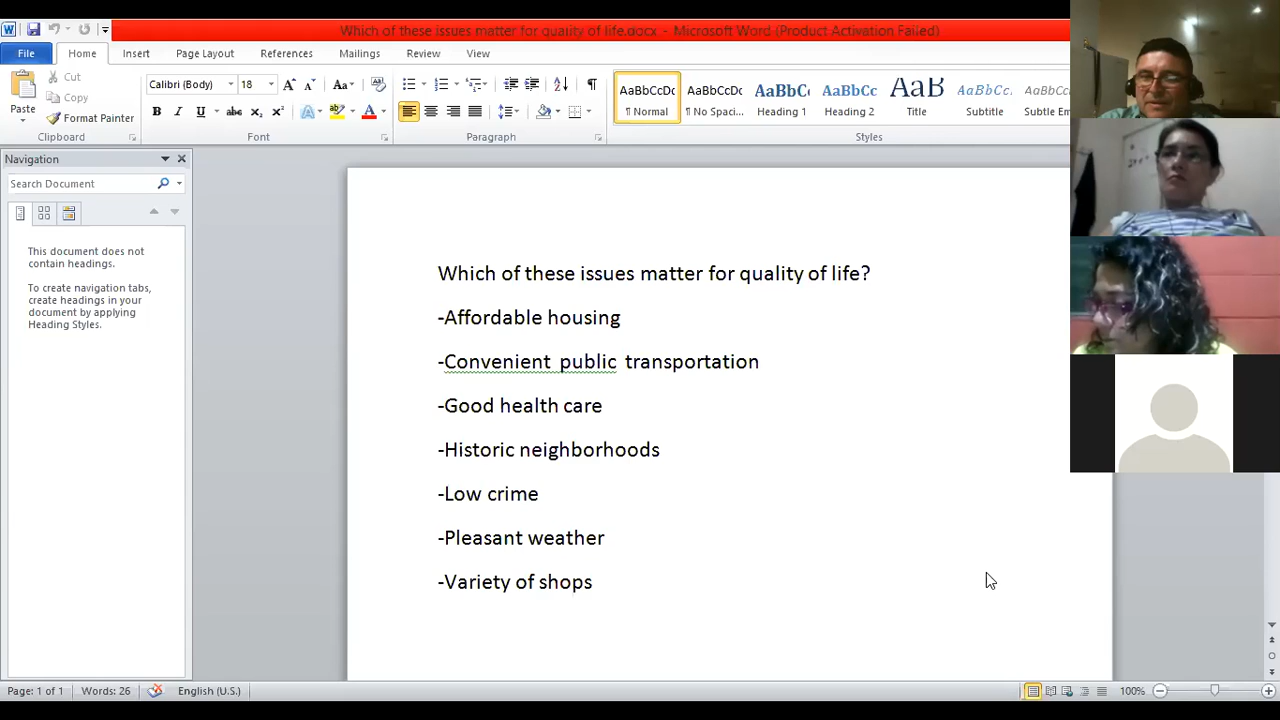 Which of these issues matter for quality of life.docx - Microsoft Word (Product Activation Failed)
File Home Insert Page Layout References Mailings Review View
Paste
Cut
Copy
Format Painter
Clipboard
Calibri (Body) 18
Font
Paragraph
AaBbCcDc AaBbCcDc AaBbCc AaBbCc AaB AaBbCc. AaBbCc.
¶ Normal ¶ No Spaci... Heading 1 Heading 2 Title Subtitle Subtle Em
Styles
Navigation
Search Document
This document does not
contain headings.
To create navigation tabs,
create headings in your
document by applying
Heading Styles.
Which of these issues matter for quality of life?
-Affordable housing
-Convenient public transportation
-Good health care
-Historic neighborhoods
-Low crime
-Pleasant weather
-Variety of shops
Page: 1 of 1 Words: 26 English (U.S.) 100%